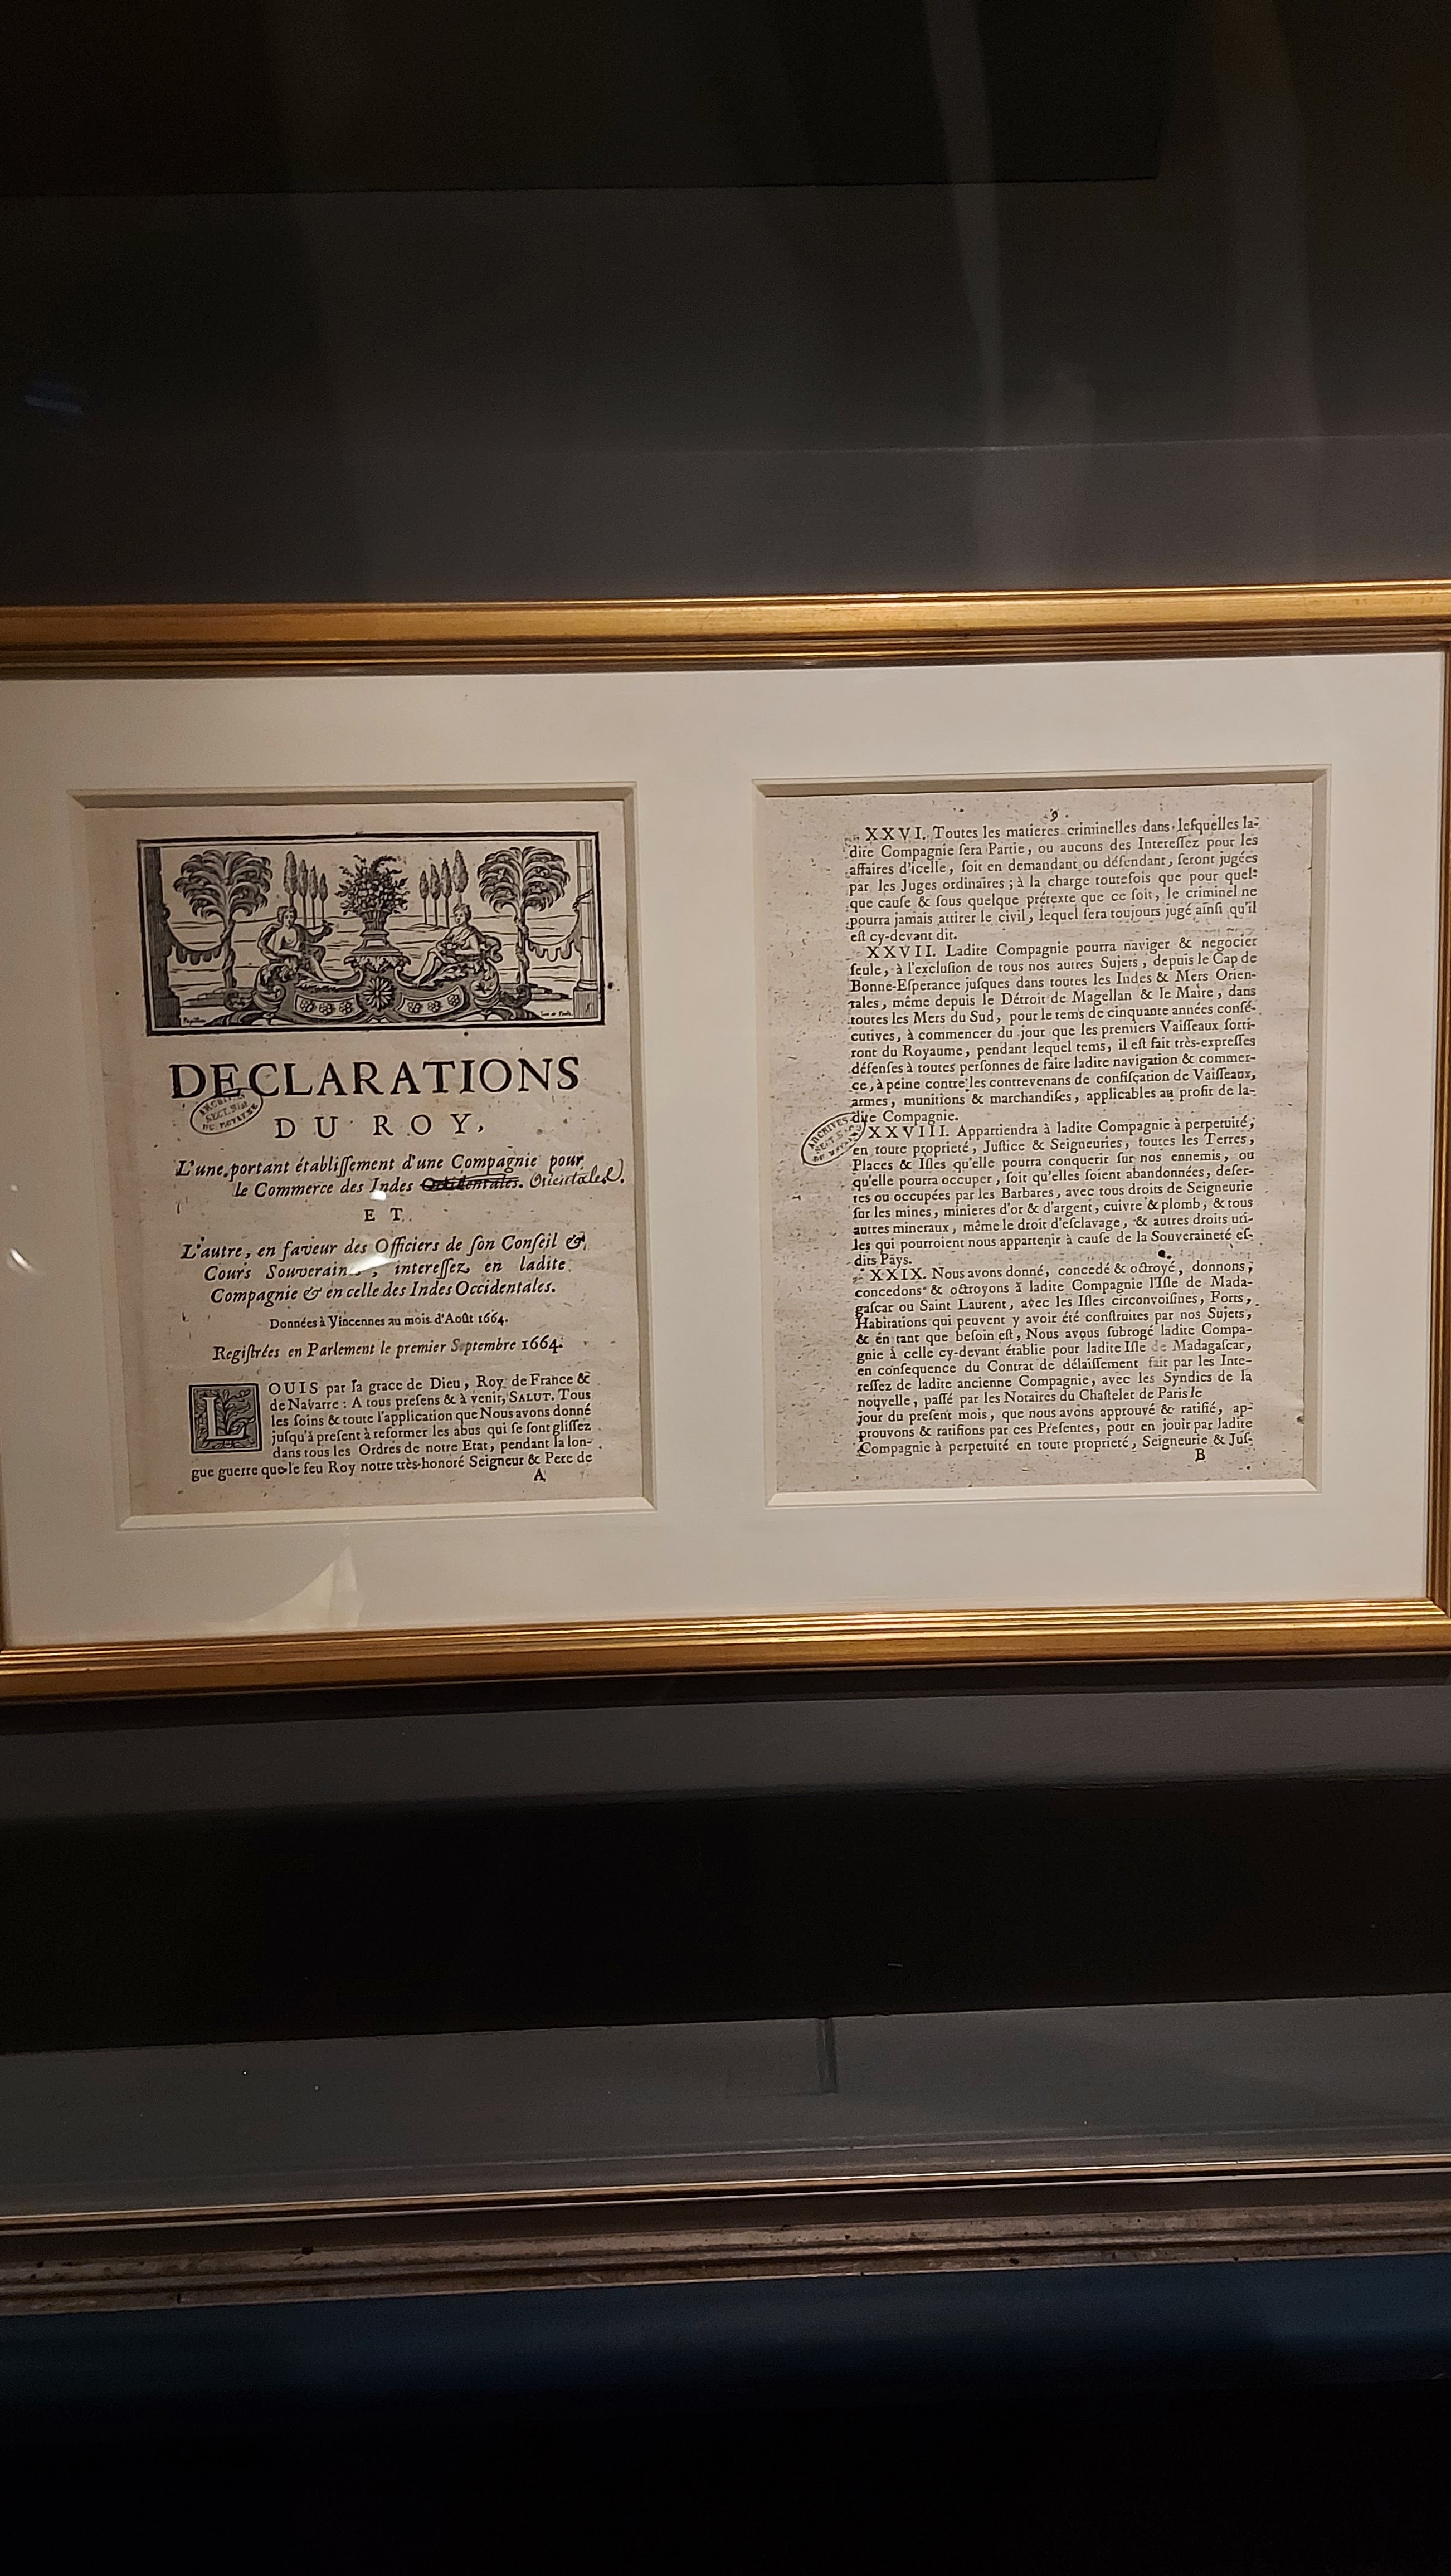 DECLARATIONS
DU ROY,
L'une portant établiſſement d'une Compagnie pour
le Commerce des Indes Occidentales. Orientales.
ET
L'autre, en faveur des Officiers de ſon Conſeil &
Cours Souveraines, intereſſez en ladite
Compagnie & en celle des Indes Occidentales.
Données à Vincennes au mois d'Août 1664.
Regiſtrées en Parlement le premier Septembre 1664.
LOUIS par la grace de Dieu, Roy de France &
de Navarre : A tous preſens & à venir, SALUT. Tous
les ſoins & toute l'application que Nous avons donné
juſqu'à preſent à reformer les abus qui ſe ſont gliſſez
dans tous les Ordres de notre Etat, pendant la lon-
gue guerre que le feu Roy notre très-honoré Seigneur & Pere de
A
ARCHIVES
DU ROYAUME
9
XXVI. Toutes les matieres criminelles dans leſquelles la-
dite Compagnie ſera Partie, ou aucuns des Intereſſez pour les
affaires d'icelle, ſoit en demandant ou défendant, ſeront jugées
par les Juges ordinaires ; à la charge toutefois que pour quel-
que cauſe & ſous quelque prétexte que ce ſoit, le criminel ne
pourra jamais attirer le civil, lequel ſera toujours jugé ainſi qu'il
eſt cy-devant dit.
XXVII. Ladite Compagnie pourra naviger & negocier
ſeule, à l'excluſion de tous nos autres Sujets, depuis le Cap de
Bonne-Eſperance juſques dans toutes les Indes & Mers Orien-
tales, même depuis le Détroit de Magellan & le Maire, dans
toutes les Mers du Sud, pour le tems de cinquante années conſé-
cutives, à commencer du jour que les premiers Vaiſſeaux ſorti-
ront du Royaume, pendant lequel tems, il eſt fait très-expreſſes
défenſes à toutes perſonnes de faire ladite navigation & commer-
ce, à peine contre les contrevenans de confiſcation de Vaiſſeaux,
armes, munitions & marchandiſes, applicables au profit de la-
dite Compagnie.
XXVIII. Appartiendra à ladite Compagnie à perpetuité,
en toute proprieté, Juſtice & Seigneuries, toutes les Terres,
Places & Iſles qu'elle pourra conquerir ſur nos ennemis, ou
qu'elle pourra occuper, ſoit qu'elles ſoient abandonnées, deſer-
tes ou occupées par les Barbares, avec tous droits de Seigneurie
ſur les mines, minieres d'or & d'argent, cuivre & plomb, & tous
autres mineraux, même le droit d'eſclavage, & autres droits uti-
les qui pourroient nous appartenir à cauſe de la Souveraineté eſ-
dits Pays.
XXIX. Nous avons donné, concedé & octroyé, donnons,
concedons & octroyons à ladite Compagnie l'Iſle de Mada-
gaſcar ou Saint Laurent, avec les Iſles circonvoiſines, Forts,
Habitations qui peuvent y avoir été conſtruites par nos Sujets,
& en tant que beſoin eſt, Nous avons ſubrogé ladite Compa-
gnie à celle cy-devant établie pour ladite Iſle de Madagaſcar,
en conſequence du Contrat de délaiſſement fait par les Inte-
reſſez de ladite ancienne Compagnie, avec les Syndics de la
nouvelle, paſſé par les Notaires du Chaſtelet de Paris le
jour du preſent mois, que nous avons approuvé & ratifié, ap-
prouvons & ratifions par ces Preſentes, pour en jouir par ladite
Compagnie à perpetuité en toute proprieté, Seigneurie & Juſ-
B
ARCHIVES